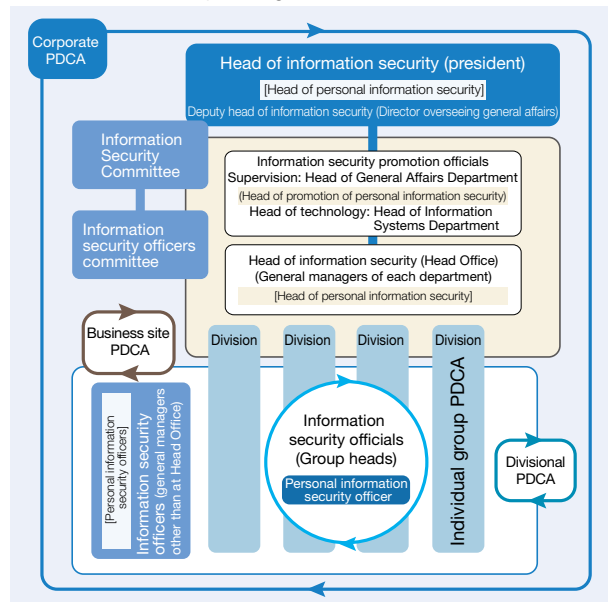 Corporate
PDCA
Head of information security (president)
[Head of personal information security]
Deputy head of information security (Director overseeing general affairs)
Information
Security
Committee
Information security promotion officials
Supervision: Head of General Affairs Department
(Head of promotion of personal information security)
Head of technology: Head of Information
Systems Department
Information
security officers
committee
Head of information security (Head Office)
(General managers of each department)
[Head of personal information security]
Business site
PDCA
Division
Division
Division
Division
[Personal information
security officers]
Information security
officers (general managers
other than at Head Office)
Information
security officials
(Group heads)
Personal information
security officer
Individual group PDCA
Divisional
PDCA